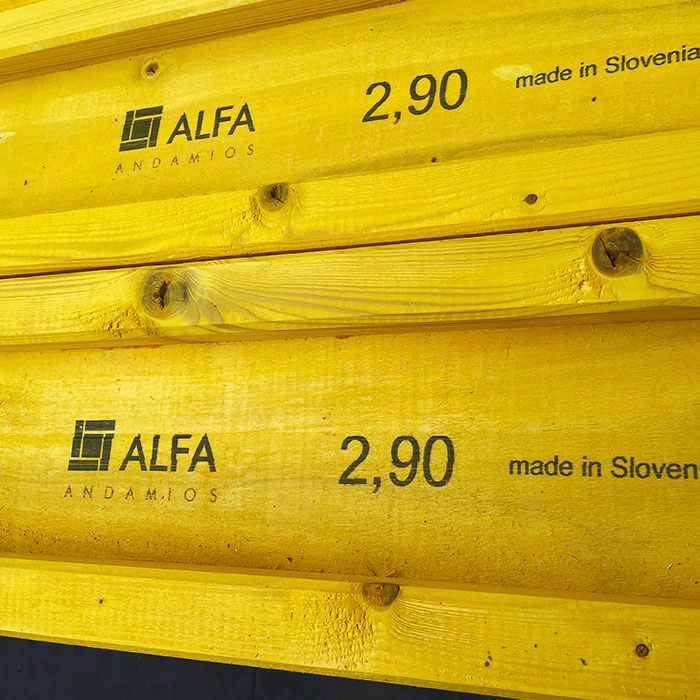 ALFA
ANDAMIOS
2,90
made in Slovenia
ALFA
ANDAMIOS
2,90
made in Sloven